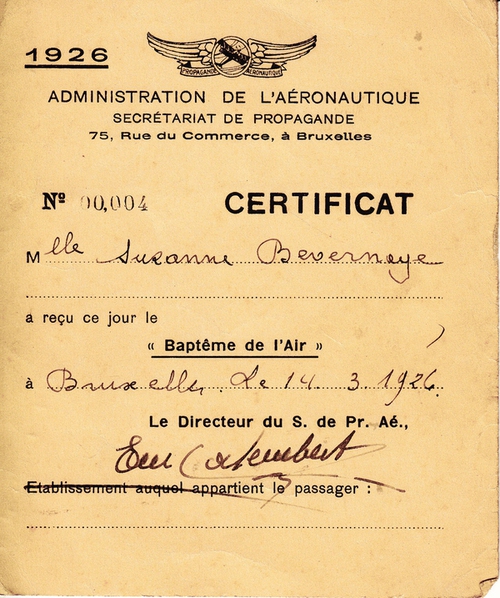 1926
PROPAGANDE AÉRONAUTIQUE
ADMINISTRATION DE L'AÉRONAUTIQUE
SECRÉTARIAT DE PROPAGANDE
75, Rue du Commerce, à Bruxelles
Nº 00,004 CERTIFICAT
Mlle Suzanne Bevernaye
a reçu ce jour le
« Baptême de l'Air »
à Bruxelles, Le 14. 3. 1926.
Le Directeur du S. de Pr. Aé.,
Etablissement auquel appartient le passager :